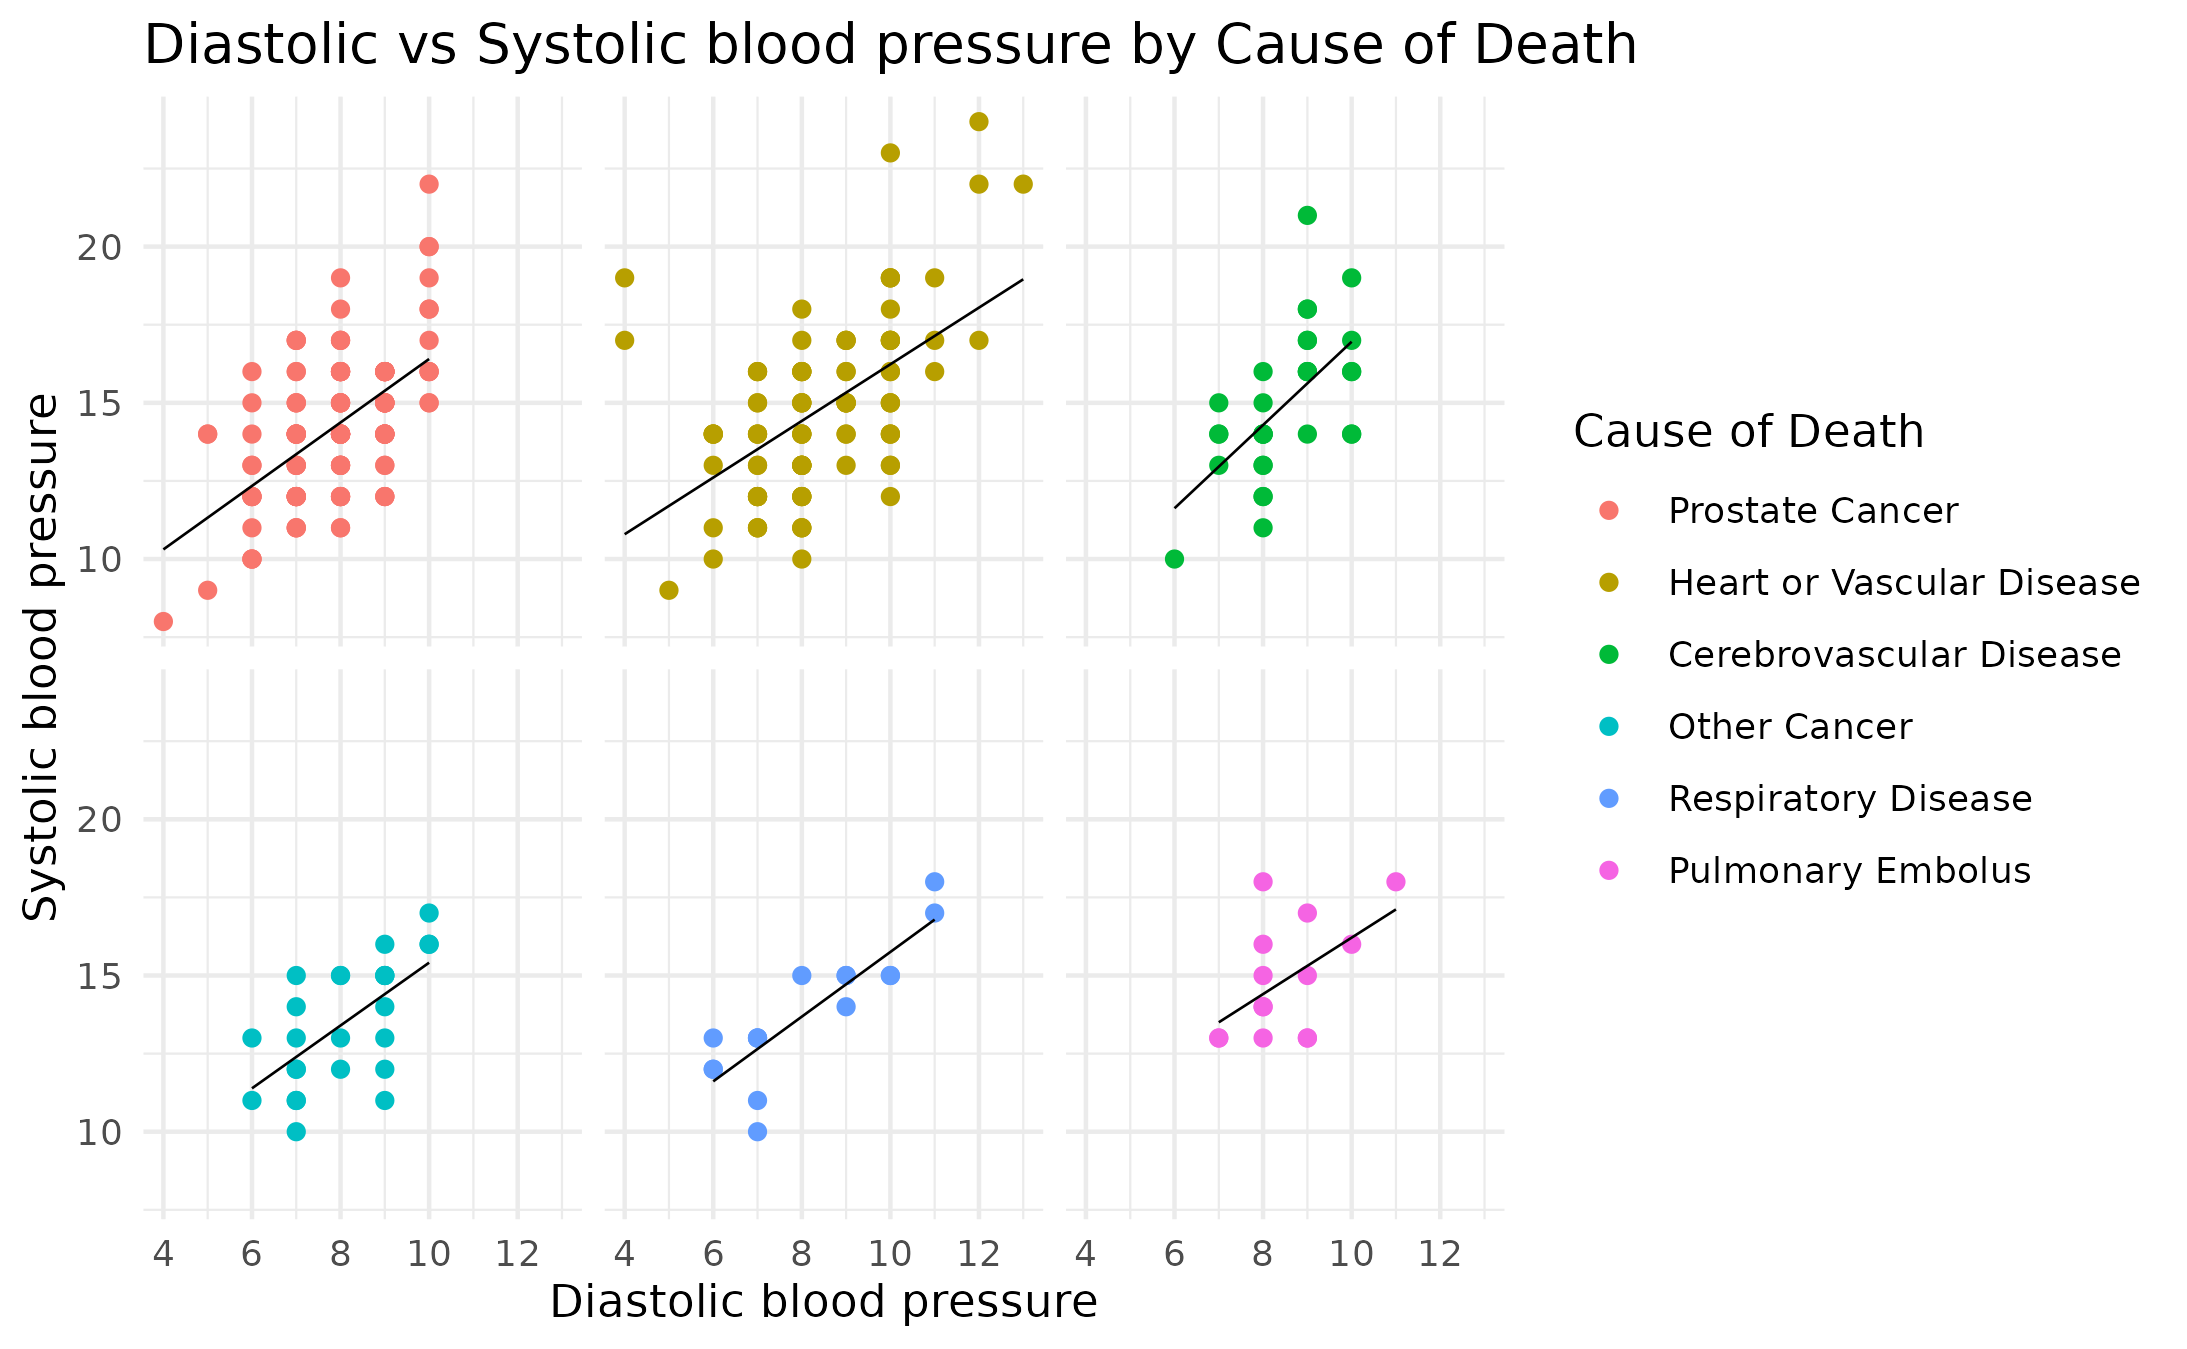 Diastolic vs Systolic blood pressure by Cause of Death
Systolic blood pressure
20
15
10
20
15
10
4 6 8 10 12
4 6 8 10 12
4 6 8 10 12
Diastolic blood pressure
Cause of Death
Prostate Cancer
Heart or Vascular Disease
Cerebrovascular Disease
Other Cancer
Respiratory Disease
Pulmonary Embolus